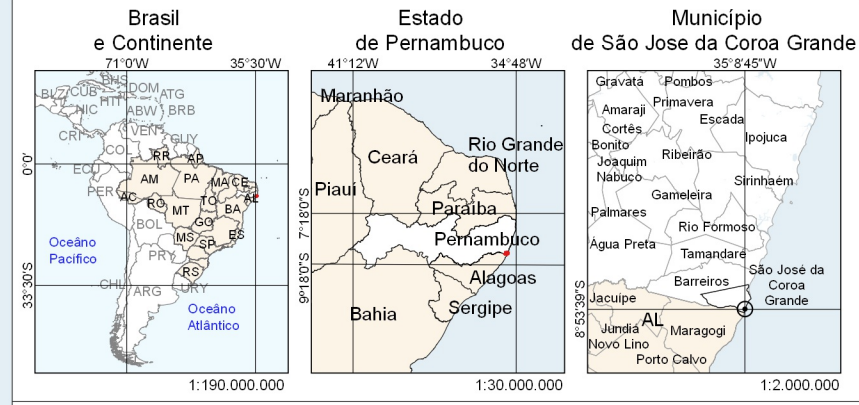 Brasil
e Continente
71°0'W 35°30'W
BHS
BLZ CUB DOM ATG
HTI
NIC ABW BRB
CRI VEN GUY
COL
RR AP
0°0'
ECU
AM PA MA CE
PER
AC RO TO AL
MT BA
BOL GO
MS ES
SP
Oceâno
Pacífico
PRY
RS
33°30'S
CHL ARG URY
Oceâno
Atlântico
1:190.000.000
Estado
de Pernambuco
41°12'W 34°48'W
Maranhão
Rio Grande
do Norte
Ceará
Piauí
Paraíba
7°18'0"S
Pernambuco
9°18'0"S
Alagoas
Sergipe
Bahia
1:30.000.000
Município
de São Jose da Coroa Grande
35°8'45"W
Gravatá Pombos
Amaraji Primavera
Escada
Cortês
Ipojuca
Bonito
Ribeirão
Joaquim
Nabuco
Sirinhaém
Gameleira
Palmares
Rio Formoso
Água Preta
Tamandaré
São José da
Coroa
Grande
Barreiros
8°53'39"S
Jacuípe
AL
Jundiá Maragogi
Novo Lino
Porto Calvo
1:2.000.000